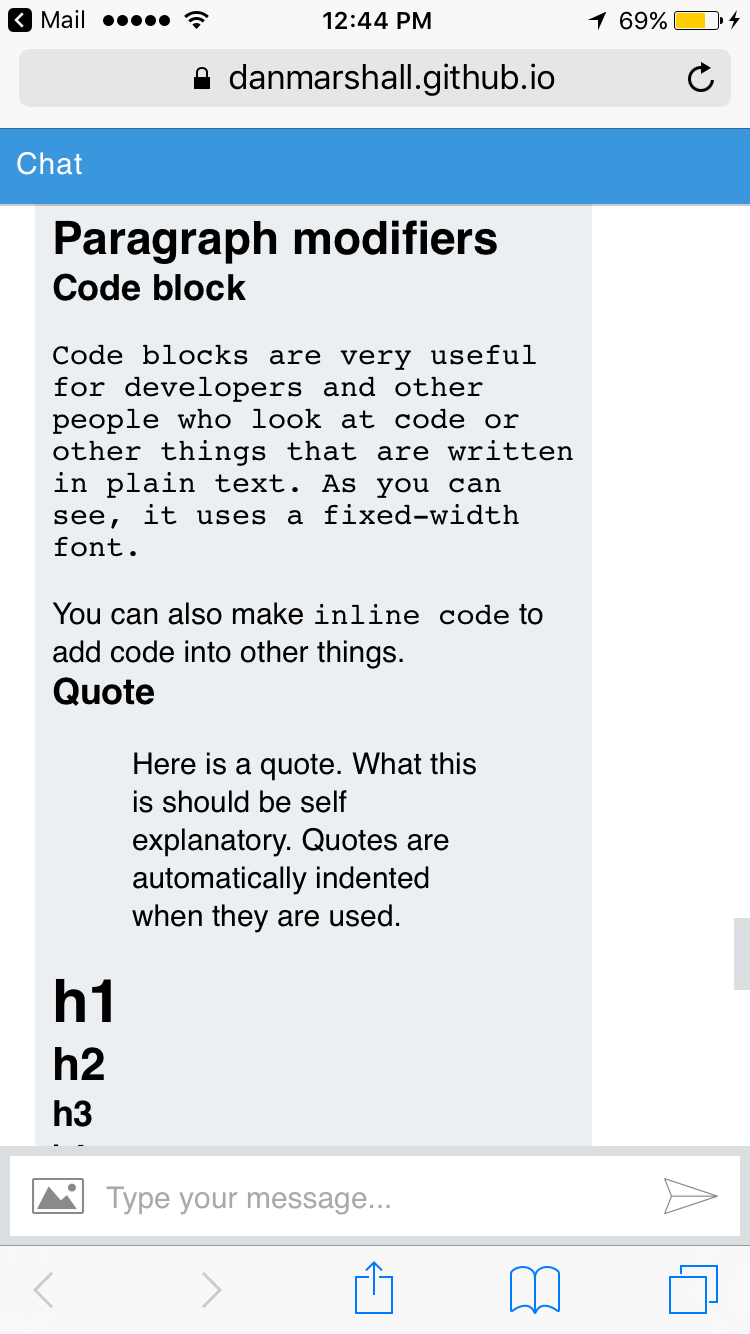 Mail 12:44 PM 69%
danmarshall.github.io
Chat
Paragraph modifiers
Code block
Code blocks are very useful
for developers and other
people who look at code or
other things that are written
in plain text. As you can
see, it uses a fixed-width
font.
You can also make inline code to
add code into other things.
Quote
Here is a quote. What this
is should be self
explanatory. Quotes are
automatically indented
when they are used.
h1
h2
h3
Type your message...